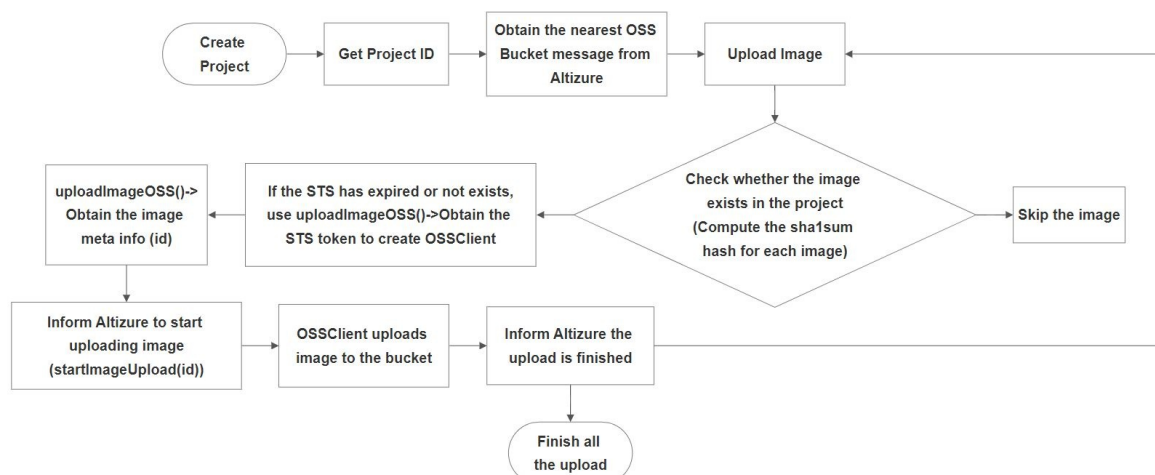 Create
Project
Get Project ID
Obtain the nearest OSS
Bucket message from
Altizure
Upload Image
Check whether the image
exists in the project
(Compute the sha1sum
hash for each image)
Skip the image
If the STS has expired or not exists,
use uploadImageOSS()->Obtain the
STS token to create OSSClient
uploadImageOSS()->
Obtain the image
meta info (id)
Inform Altizure to start
uploading image
(startImageUpload(id))
OSSClient uploads
image to the bucket
Inform Altizure the
upload is finished
Finish all
the upload